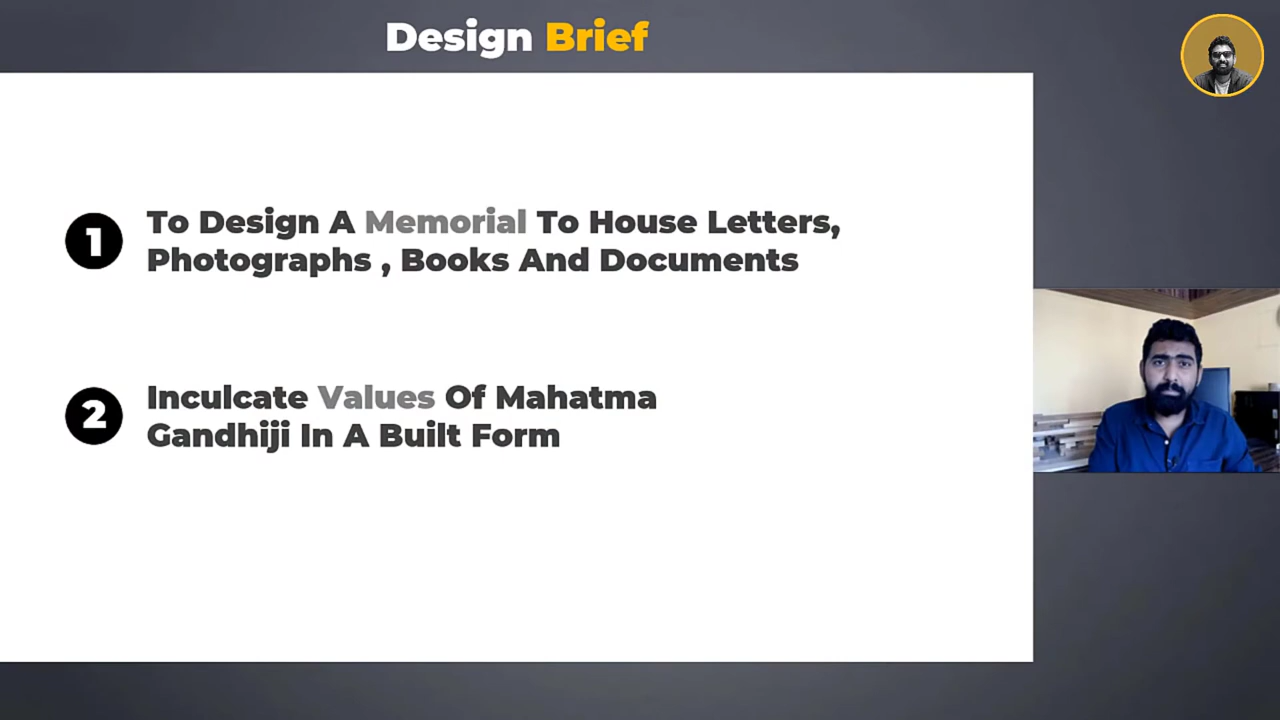 Design Brief
1 To Design A Memorial To House Letters,
Photographs , Books And Documents
2 Inculcate Values Of Mahatma
Gandhiji In A Built Form